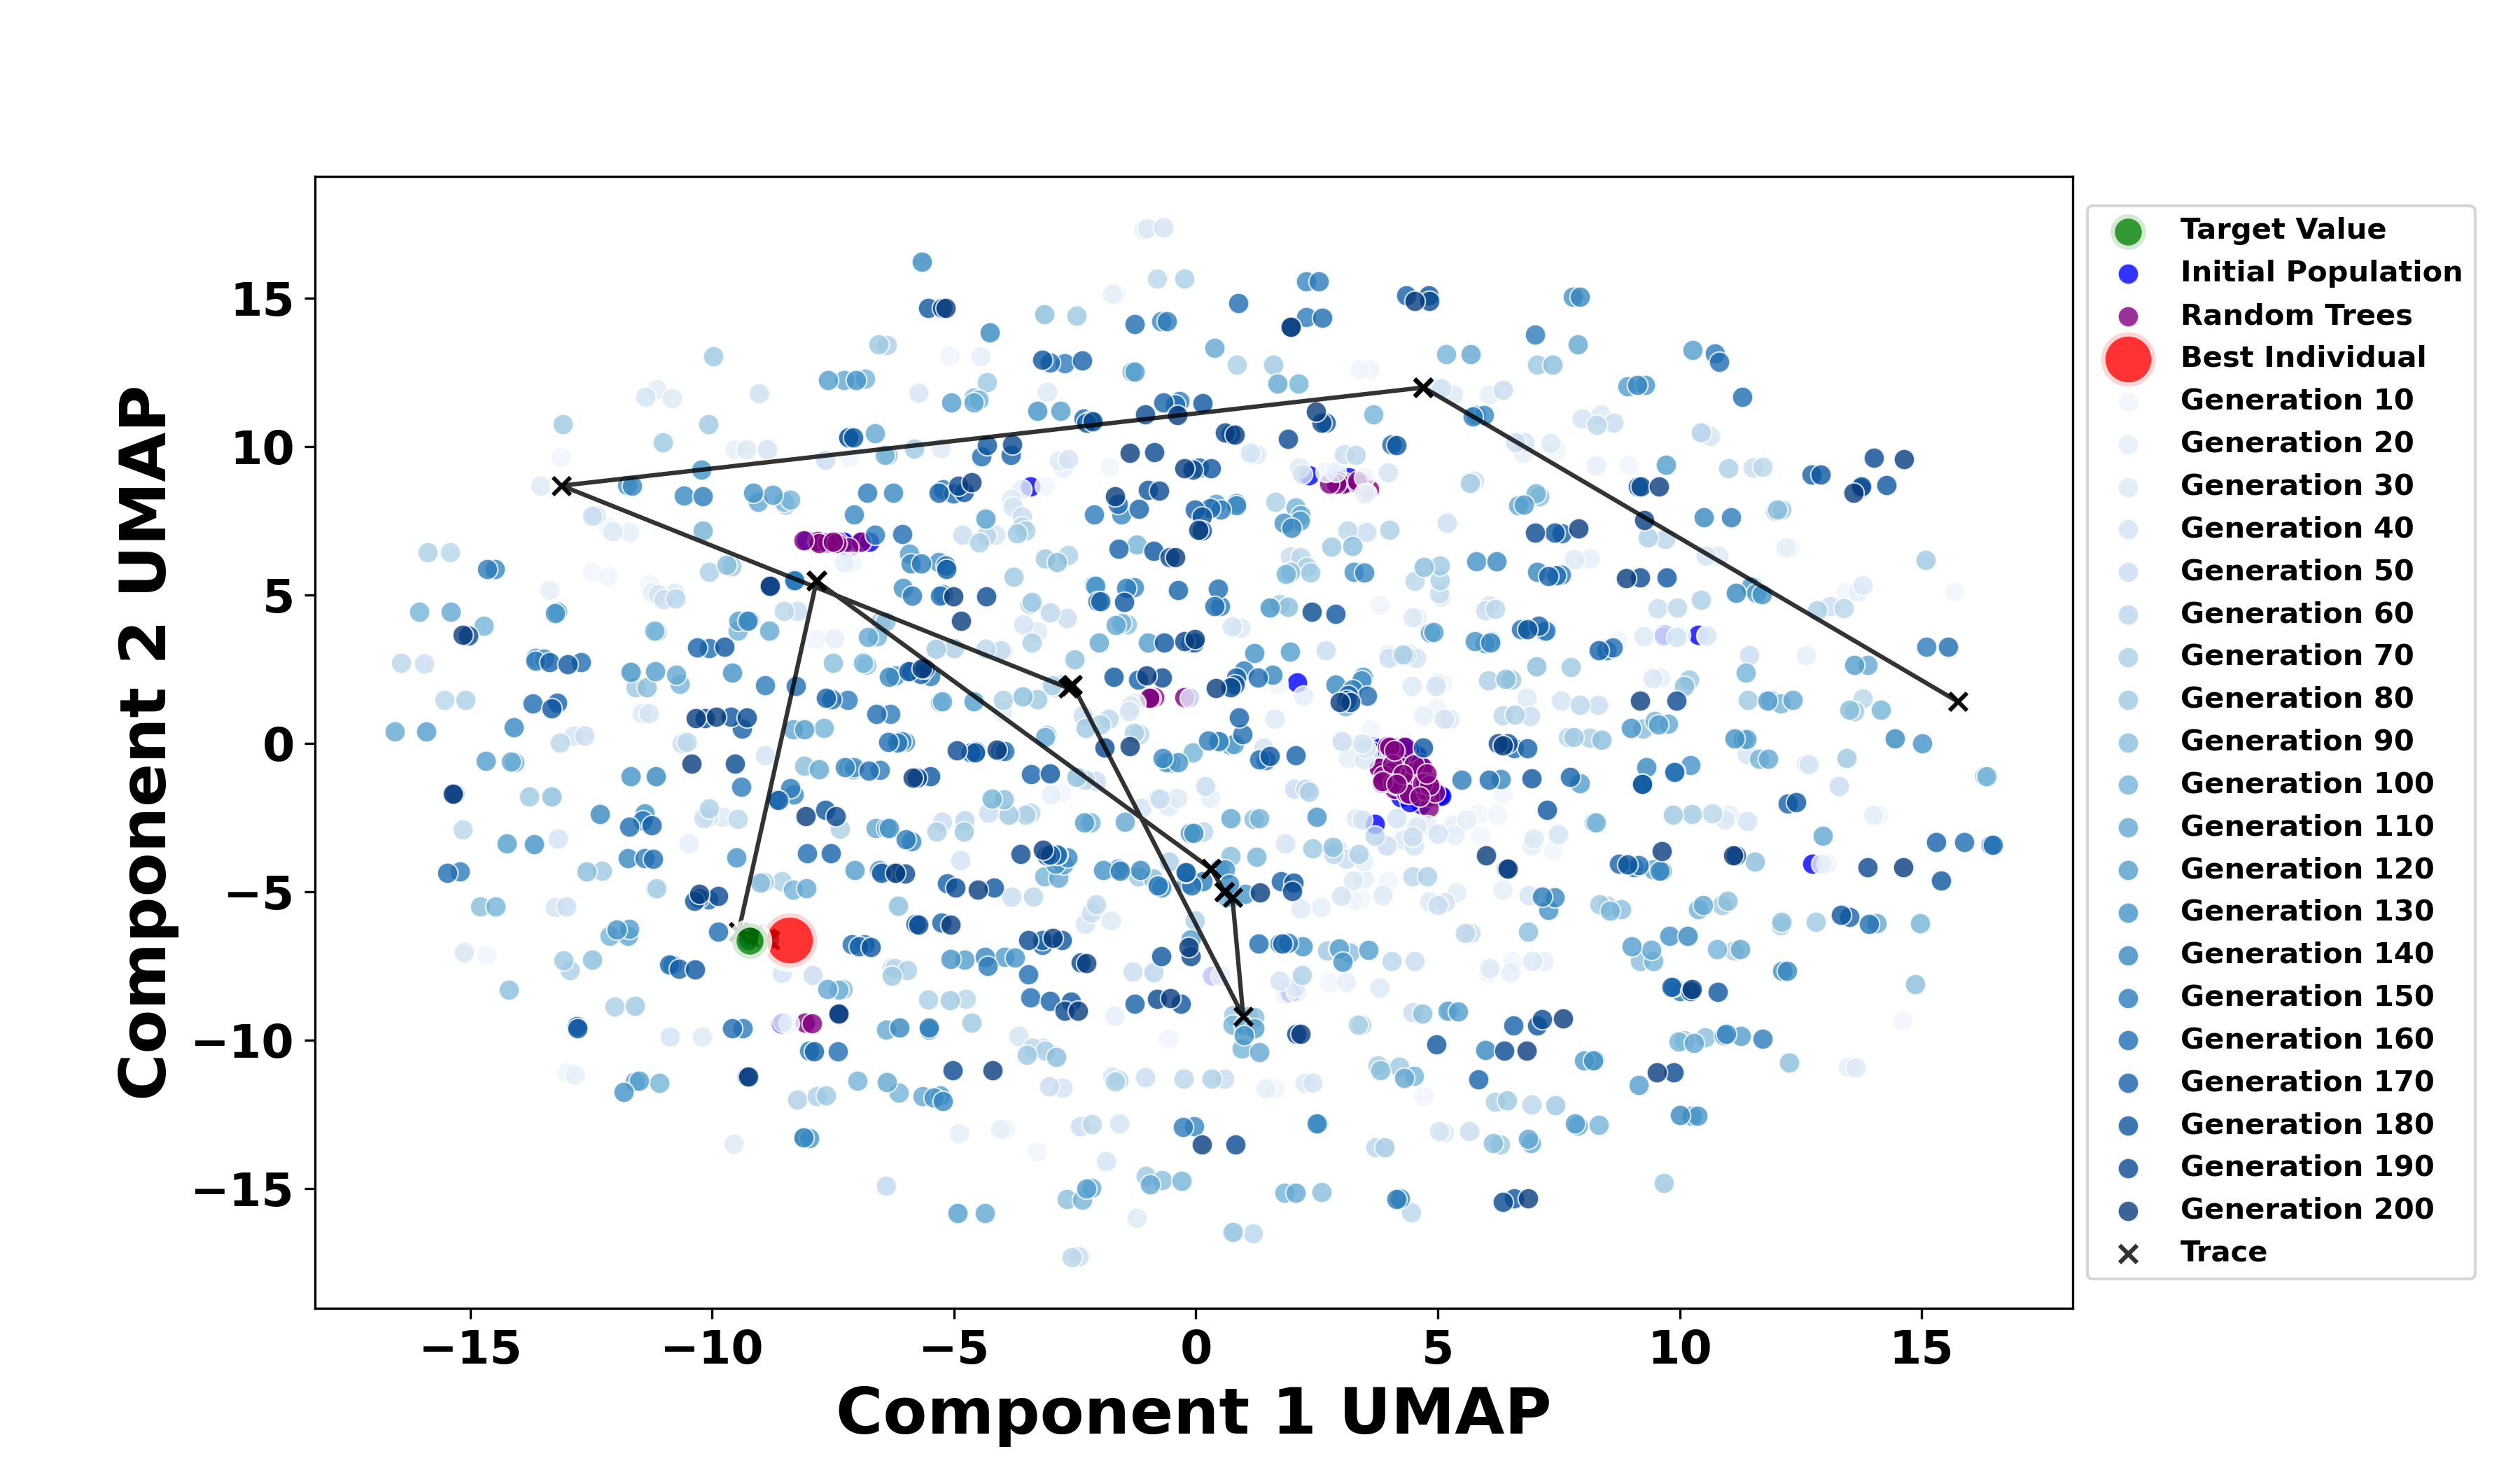 Component 2 UMAP
15
10
5
0
−5
−10
−15
−15
−10
−5
0
5
10
15
Component 1 UMAP
Target Value
Initial Population
Random Trees
Best Individual
Generation 10
Generation 20
Generation 30
Generation 40
Generation 50
Generation 60
Generation 70
Generation 80
Generation 90
Generation 100
Generation 110
Generation 120
Generation 130
Generation 140
Generation 150
Generation 160
Generation 170
Generation 180
Generation 190
Generation 200
Trace